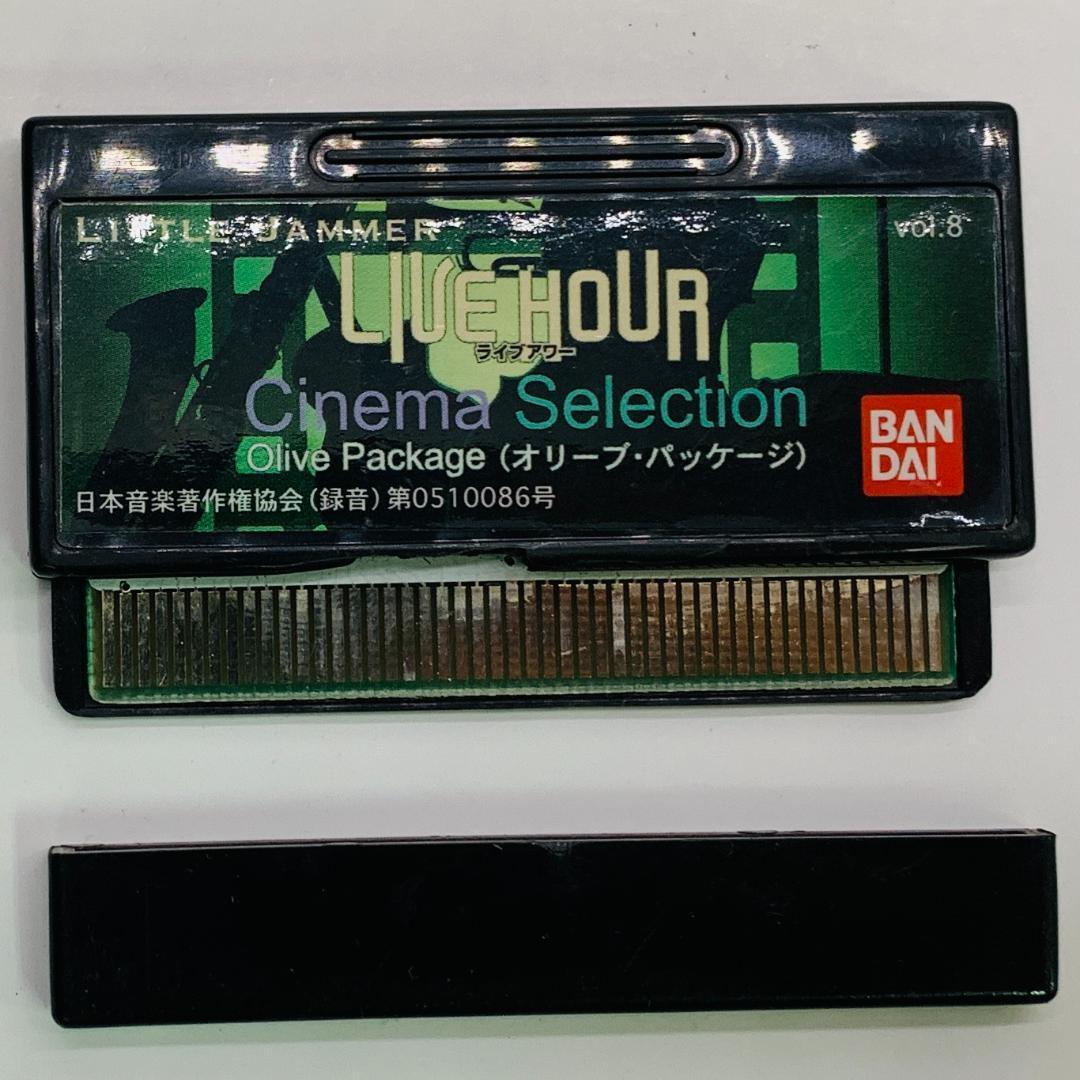 LITTLE JAMMER
vol.8
LIVE HOUR
ライブアワー
Cinema Selection
Olive Package (オリーブ・パッケージ)
日本音楽著作権協会(録音)第0510086号
BAN
DAI